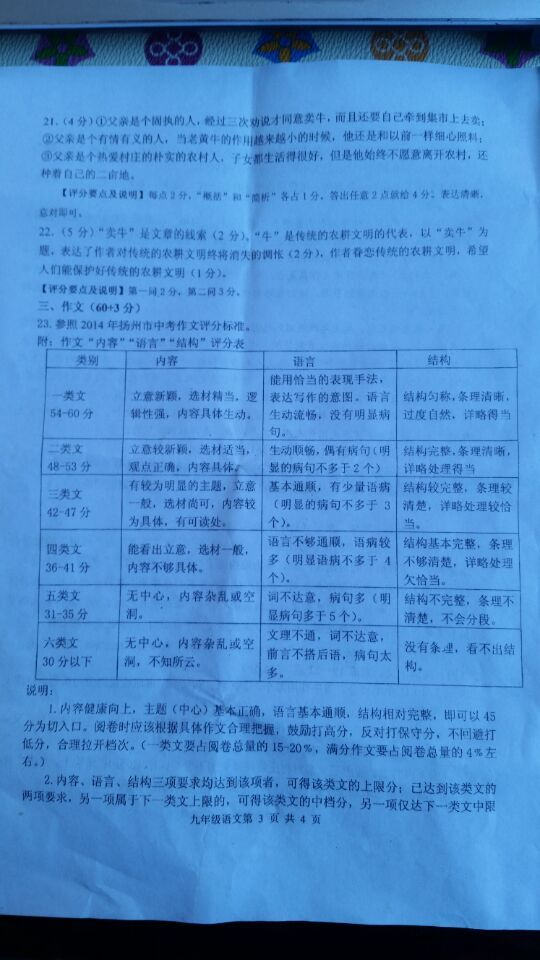 21.(4 分)①父亲是个固执的人，经过三次劝说才同意卖牛，而且还要自己牵到集市上去卖；
②父亲是个有情有义的人，当老黄牛的作用越来越小的时候，他还是和以前一样细心照料；
③父亲是个热爱村庄的朴实的农村人，子女都生活得很好，但是他始终不愿意离开农村，还
种着自己的二亩地。
【评分要点及说明】每点 2 分，“概括”和“简析”各占 1 分，答出任意 2 点就给 4 分。表达清晰，
意对即可。
22.(5 分)“卖牛”是文章的线索(2 分)。“牛”是传统的农耕文明的代表，以“卖牛”为
题，表达了作者对传统的农耕文明终将消失的惆怅(2 分)，作者眷恋传统的农耕文明，希望
人们能保护好传统的农耕文明(1 分)。
【评分要点及说明】第一问 2 分，第二问 3 分。
三、作文(60+3 分)
23.参照 2014 年扬州市中考作文评分标准。
附：作文“内容”“语言”“结构”评分表
类别 内容 语言 结构
一类文
54-60 分
立意新颖，选材精当，逻
辑性强，内容具体生动。
能用恰当的表现手法，
表达写作的意图。语言
生动流畅，没有明显病
句。
结构匀称，条理清晰，
过度自然，详略得当
二类文
48-53 分
立意较新颖，选材适当，
观点正确，内容具体。
生动顺畅，偶有病句(明
显的病句不多于 2 个)
结构完整，条理清晰，
详略处理得当
三类文
42-47 分
有较为明显的主题，立意
一般，选材尚可，内容较
为具体，有可读处。
基本通顺，有少量语病
(明显的病句不多于 3
个)。
结构较完整，条理较
清楚，详略处理较恰
当。
四类文
36-41 分
能看出立意，选材一般，
内容不够具体。
语言不够通顺，语病较
多(明显语病不多于 4
个)。
结构基本完整，条理
不够清楚，详略处理
欠恰当。
五类文
31-35 分
无中心，内容杂乱或空
洞。
词不达意，病句多(明
显病句多于 5 个)。
结构不完整，条理不
清楚，不会分段。
六类文
30 分以下
无中心，内容杂乱或空
洞，不知所云。
文理不通，词不达意，
前言不搭后语，病句太
多。
没有条理，看不出结
构。
说明：
1.内容健康向上，主题(中心)基本正确，语言基本通顺，结构相对完整，即可以 45
分为切入口。阅卷时应该根据具体作文合理把握，鼓励打高分，反对打保守分，不回避打
低分，合理拉开档次。(一类文要占阅卷总量的 15-20%，满分作文要占阅卷总量的 4%左
右。)
2.内容、语言、结构三项要求均达到该项者，可得该类文的上限分；已达到该类文的
两项要求，另一项属于下一类文上限的，可得该类文的中档分，另一项仅达下一类文中限
九年级语文第 3 页 共 4 页